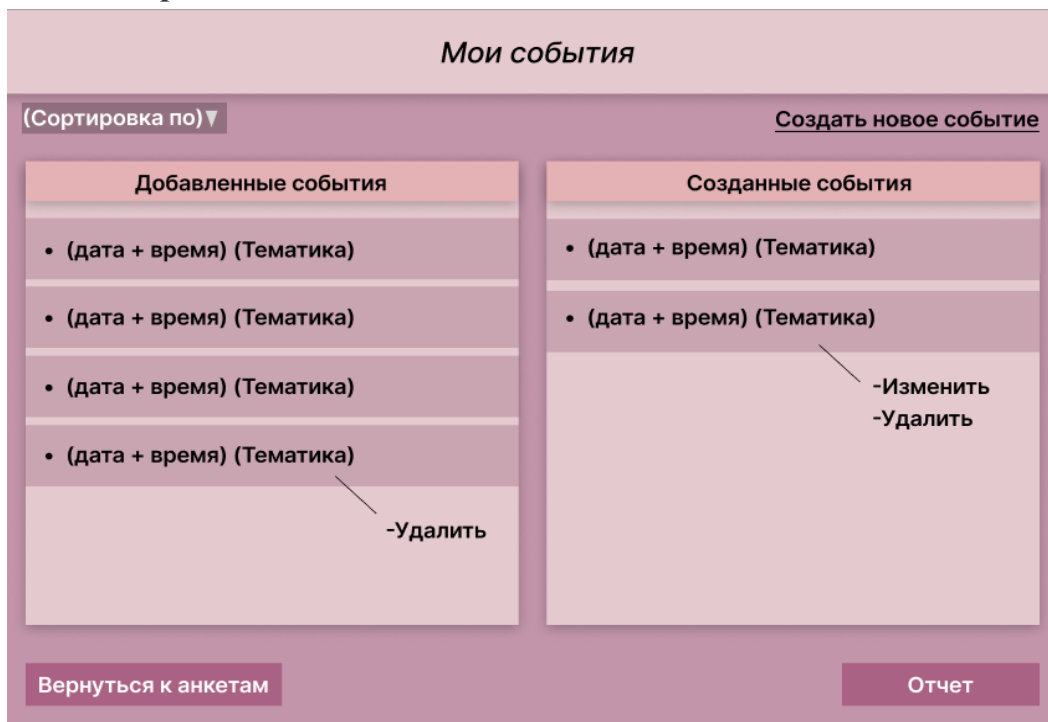 Мои события
(Сортировка по)▼
Создать новое событие
Добавленные события
• (дата + время) (Тематика)
• (дата + время) (Тематика)
• (дата + время) (Тематика)
• (дата + время) (Тематика)
-Удалить
Созданные события
• (дата + время) (Тематика)
• (дата + время) (Тематика)
-Изменить
-Удалить
Вернуться к анкетам
Отчет